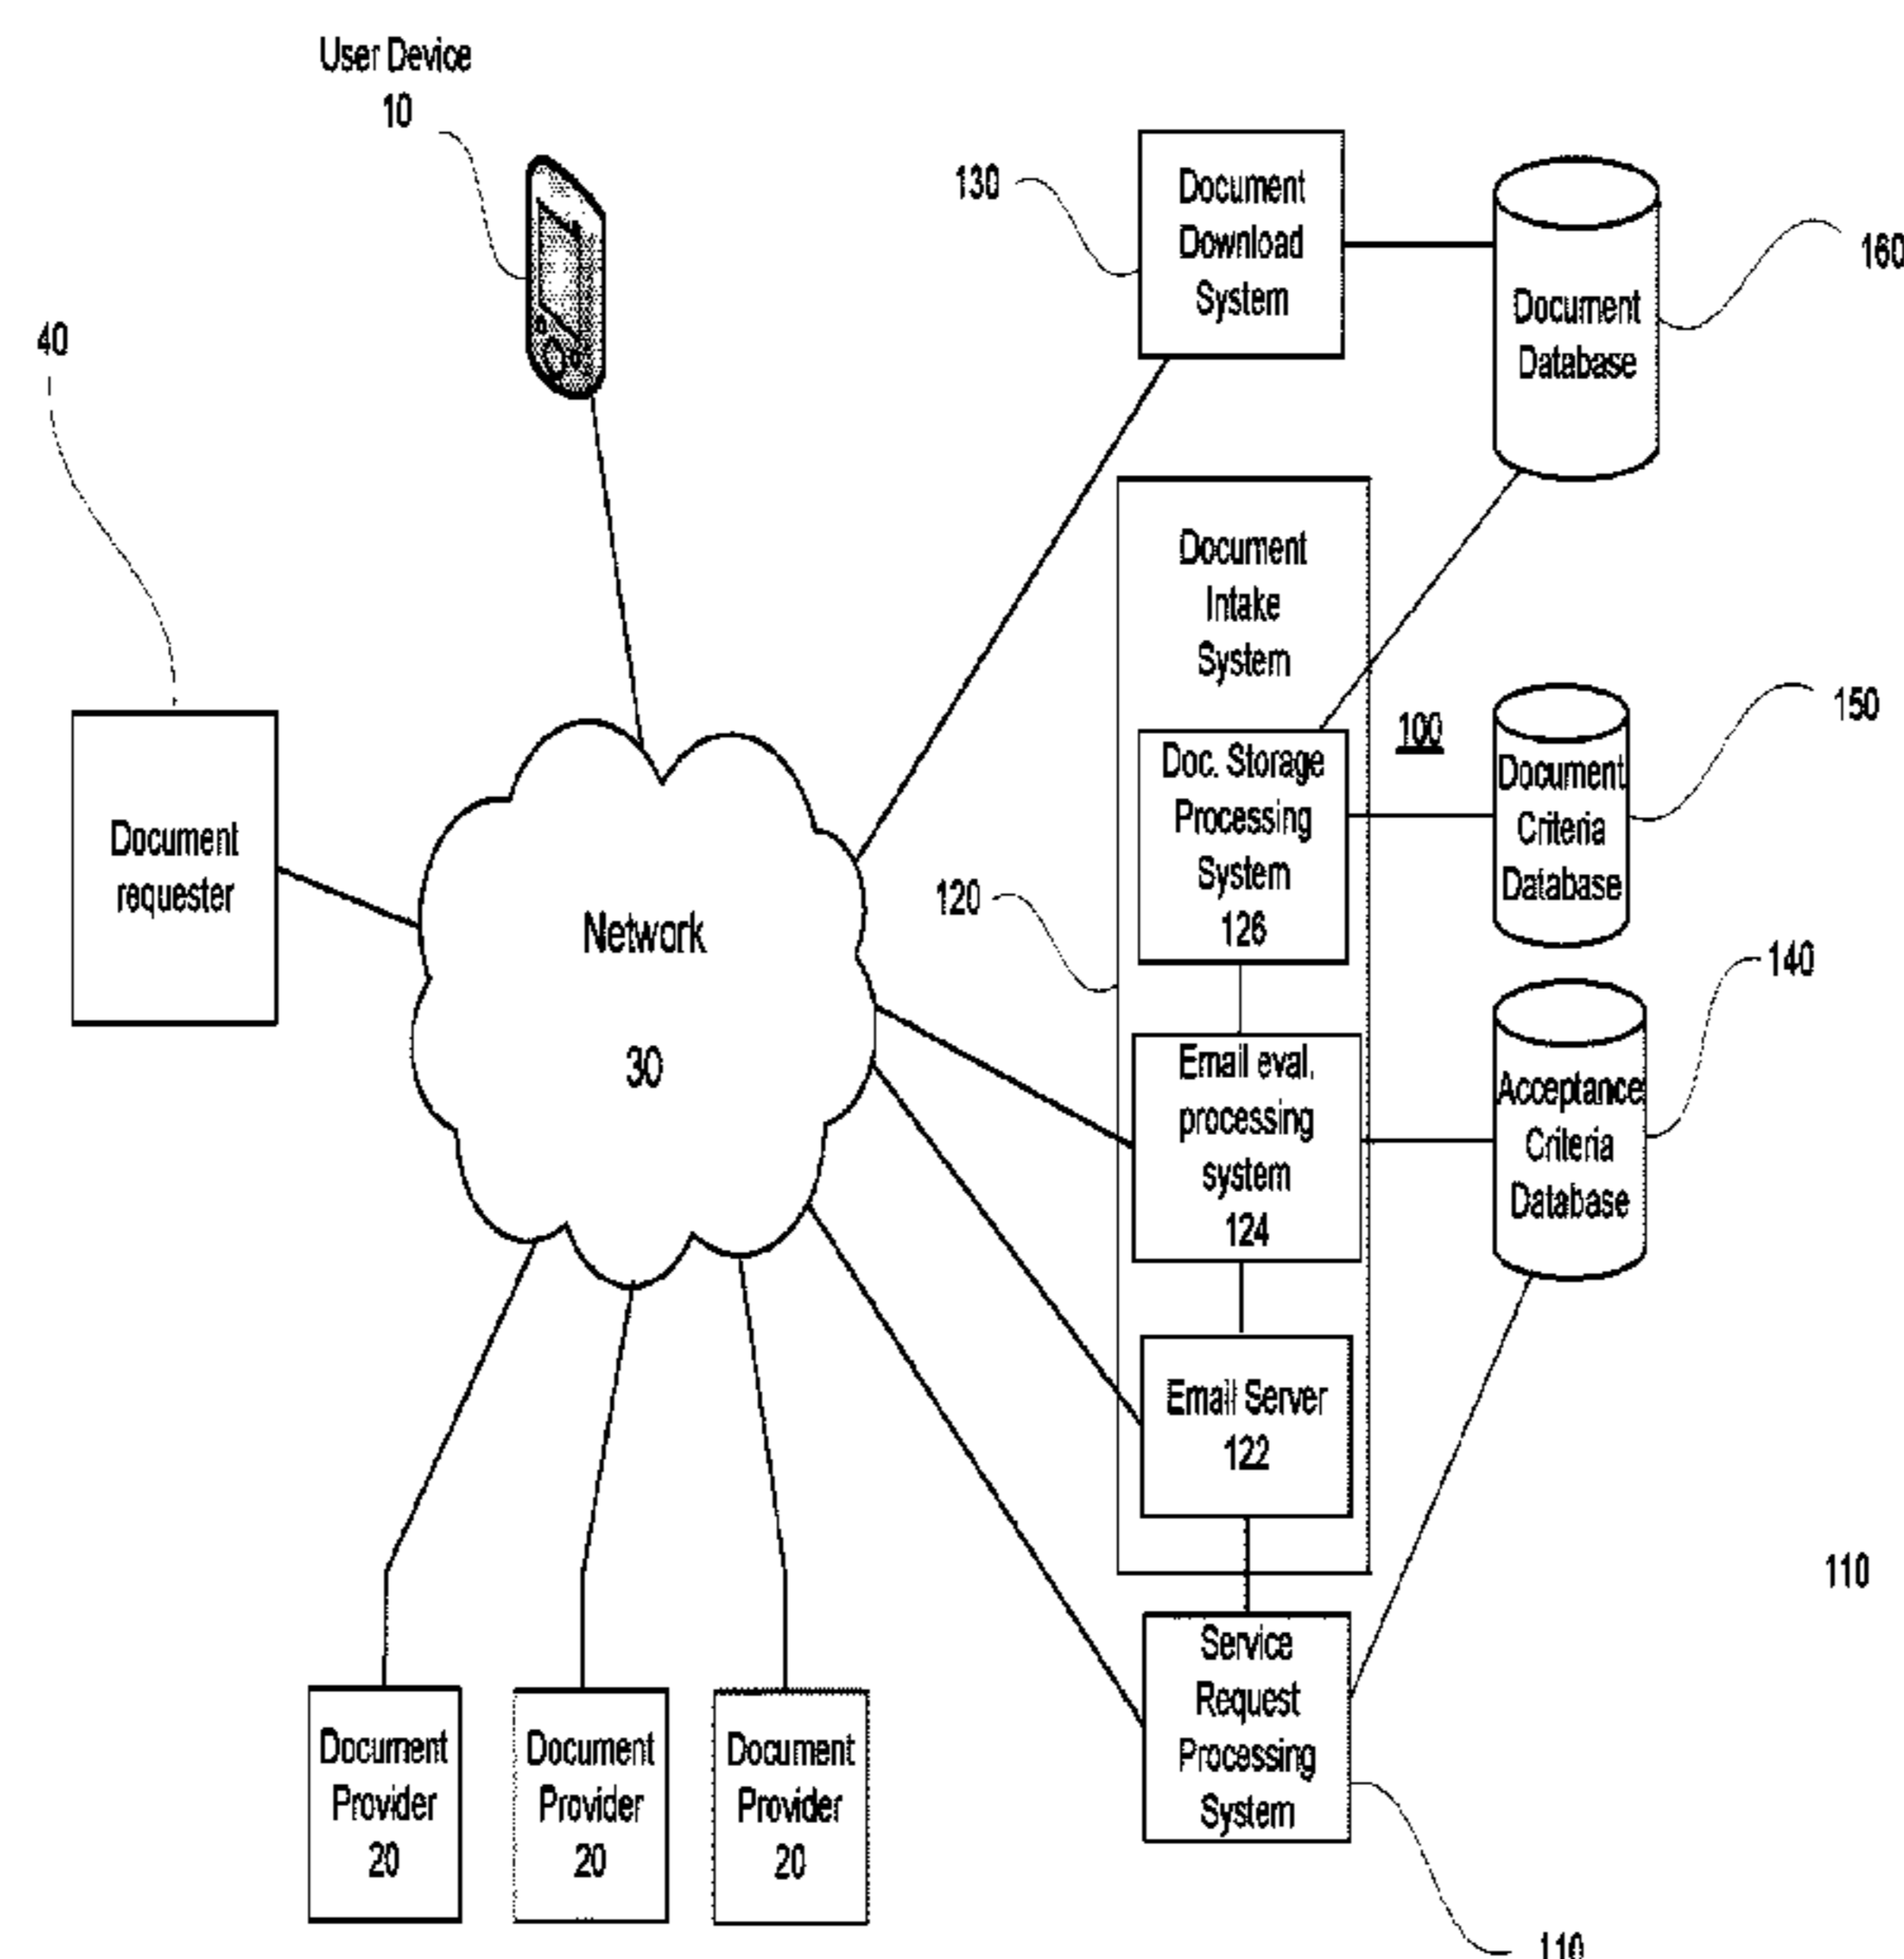 User Device
10
40
Document
requester
Network
30
Document
Provider
20
Document
Provider
20
Document
Provider
20
130
Document
Download
System
Document
Database
160
Document
Intake
System
100
Doc. Storage
Processing
System
126
120
Document
Criteria
Database
150
Email eval.
processing
system
124
Acceptance
Criteria
Database
140
Email Server
122
110
Service
Request
Processing
System
110